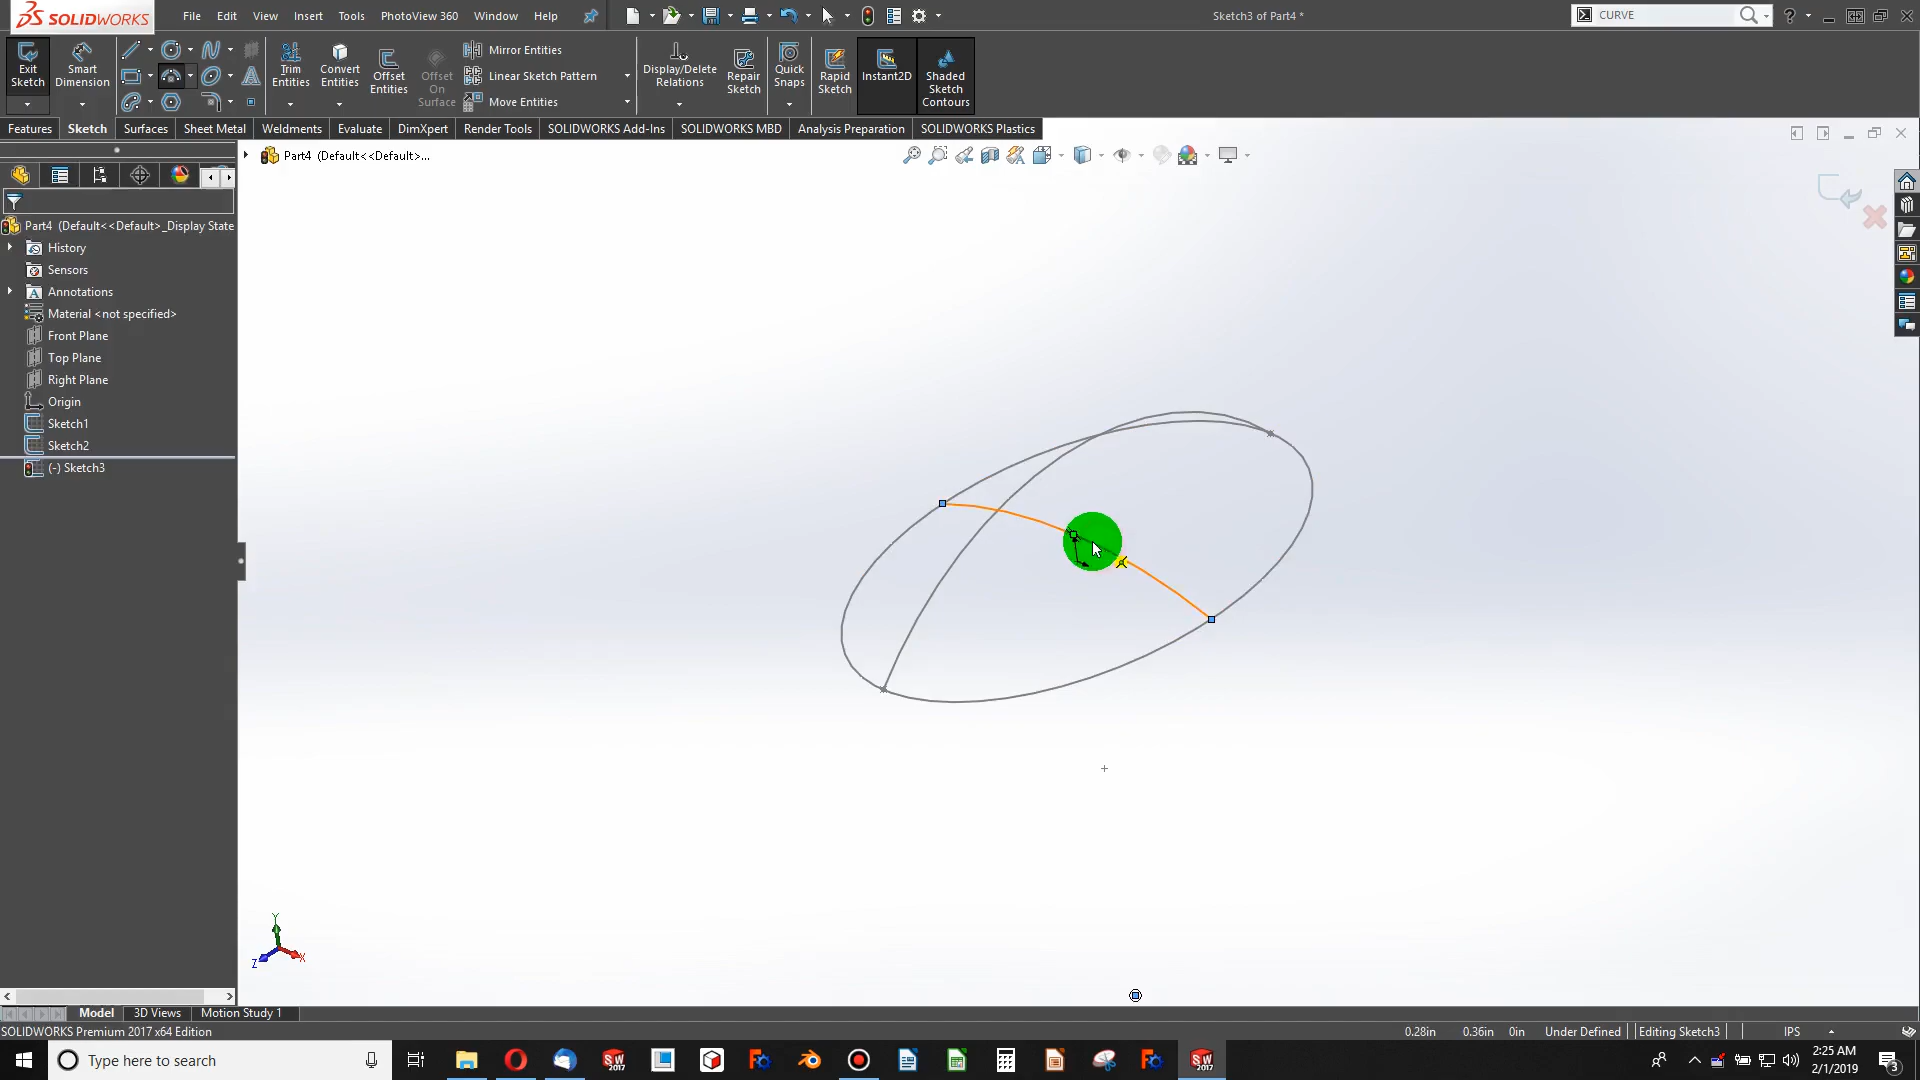 SOLIDWORKS
File Edit View Insert Tools PhotoView 360 Window Help
Sketch3 of Part4 *
CURVE
Exit Sketch
Smart Dimension
Trim Entities
Convert Entities
Offset Entities
Offset On Surface
Mirror Entities
Linear Sketch Pattern
Move Entities
Display/Delete Relations
Repair Sketch
Quick Snaps
Rapid Sketch
Instant2D
Shaded Sketch Contours
Features Sketch Surfaces Sheet Metal Weldments Evaluate DimXpert Render Tools SOLIDWORKS Add-Ins SOLIDWORKS MBD Analysis Preparation SOLIDWORKS Plastics
Part4 (Default<<Default>...
Part4 (Default<<Default>_Display State
History
Sensors
Annotations
Material <not specified>
Front Plane
Top Plane
Right Plane
Origin
Sketch1
Sketch2
(-) Sketch3
Y
Z
X
Model 3D Views Motion Study 1
SOLIDWORKS Premium 2017 x64 Edition
0.28in 0.36in 0in Under Defined Editing Sketch3 IPS
Type here to search
SW 2017
SW 2017
2:25 AM
2/1/2019
3